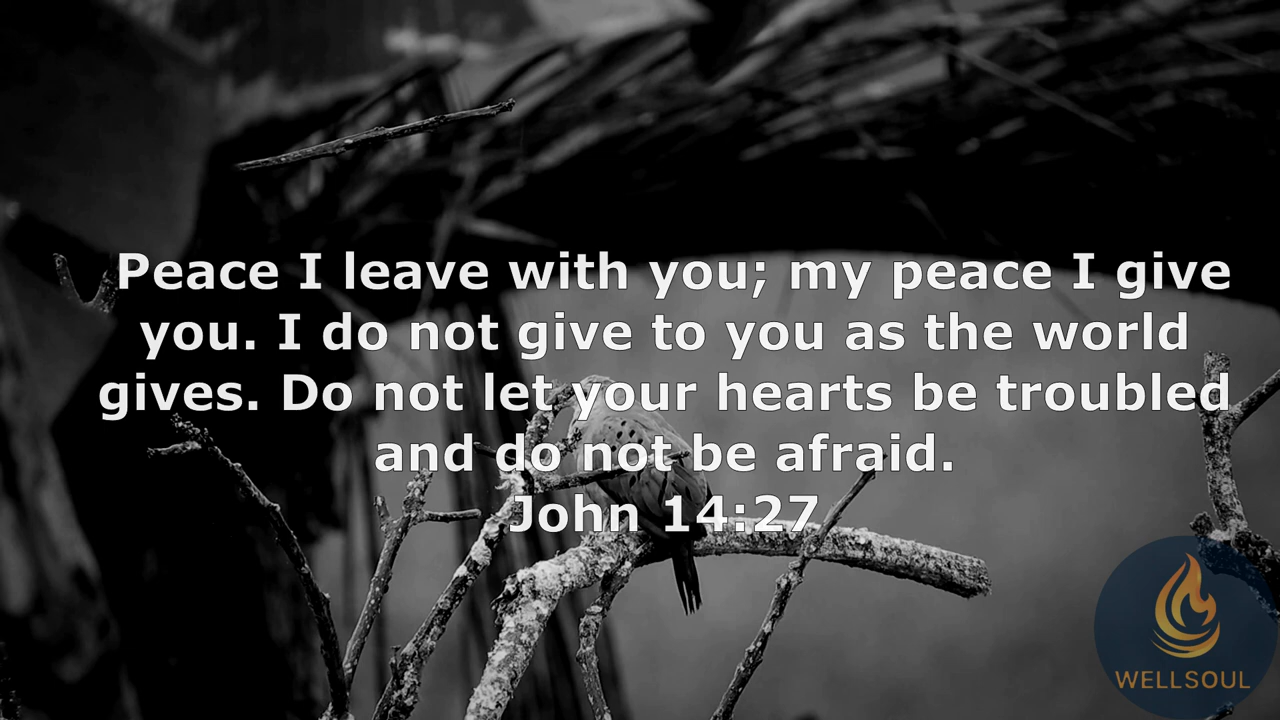 Peace I leave with you; my peace I give
you. I do not give to you as the world
gives. Do not let your hearts be troubled
and do not be afraid.
John 14:27
WELLSOUL